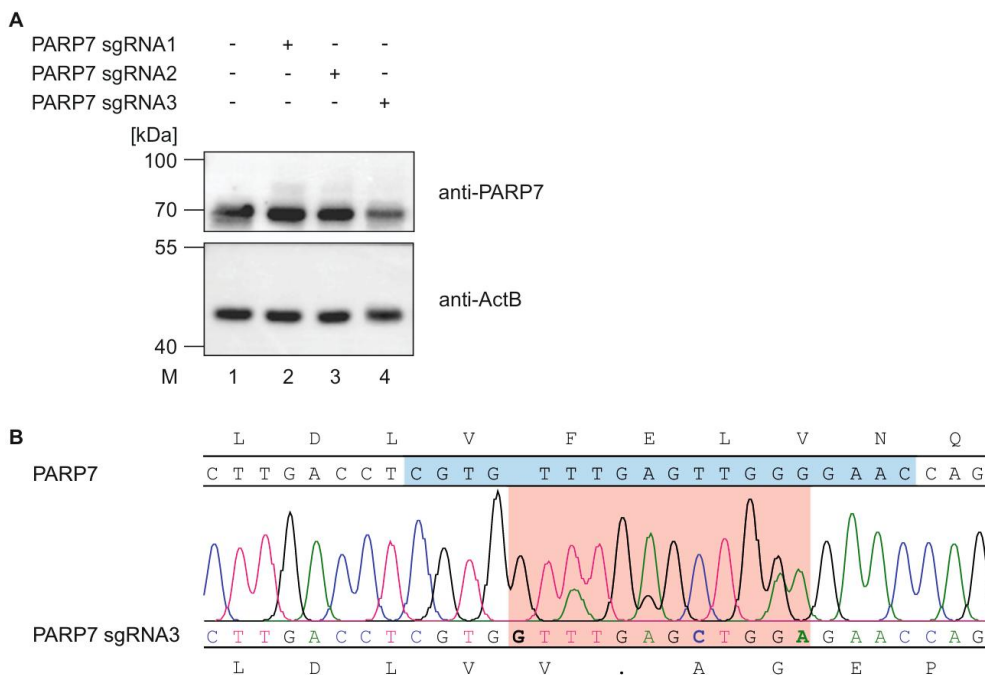 A
PARP7 sgRNA1 - + - -
PARP7 sgRNA2 - - + -
PARP7 sgRNA3 - - - +
[kDa]
100
70
anti-PARP7
55
anti-ActB
40
M 1 2 3 4
B
L D L V F E L V N Q
PARP7 C T T G A C C T C G T G T T T G A G T T G G G G A A C C A G
PARP7 sgRNA3 C T T G A C C T C G T G G T T T G A G C T G G A G A A C C A G
L D L V V . A G E P